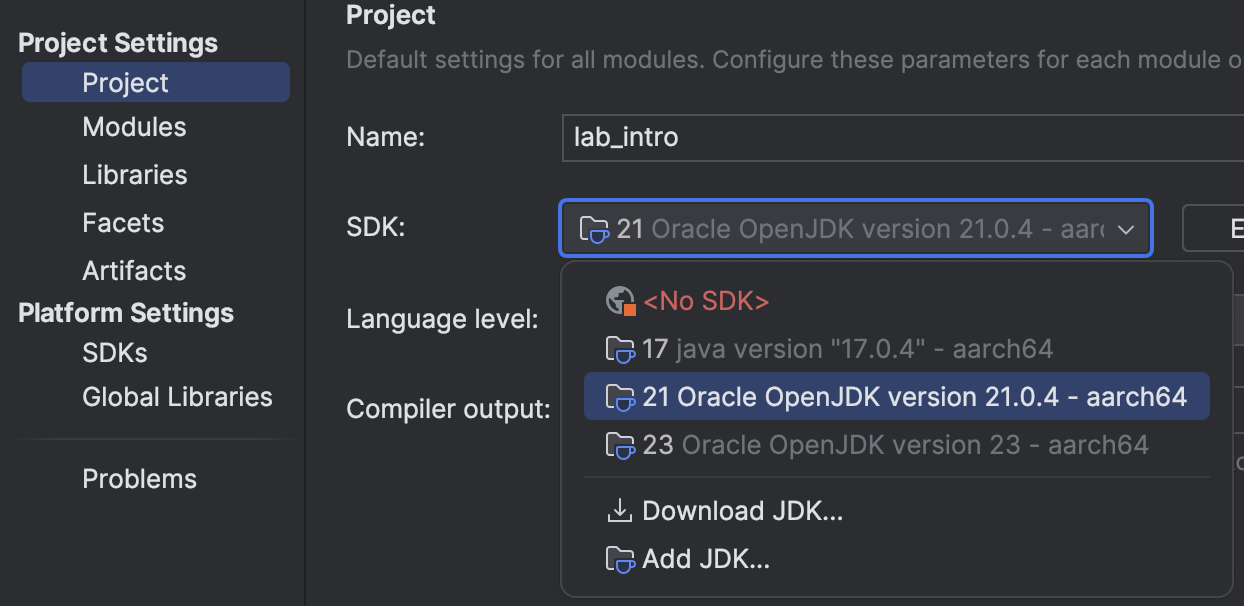 Project Settings
Project
Modules
Libraries
Facets
Artifacts
Platform Settings
SDKs
Global Libraries
Problems
Project
Default settings for all modules. Configure these parameters for each module
Name:
lab_intro
SDK:
21 Oracle OpenJDK version 21.0.4 -
<No SDK>
17 java version "17.0.4" - aarch64
21 Oracle OpenJDK version 21.0.4 - aarch64
23 Oracle OpenJDK version 23 - aarch64
Download JDK...
Add JDK...
Language level:
Compiler output: